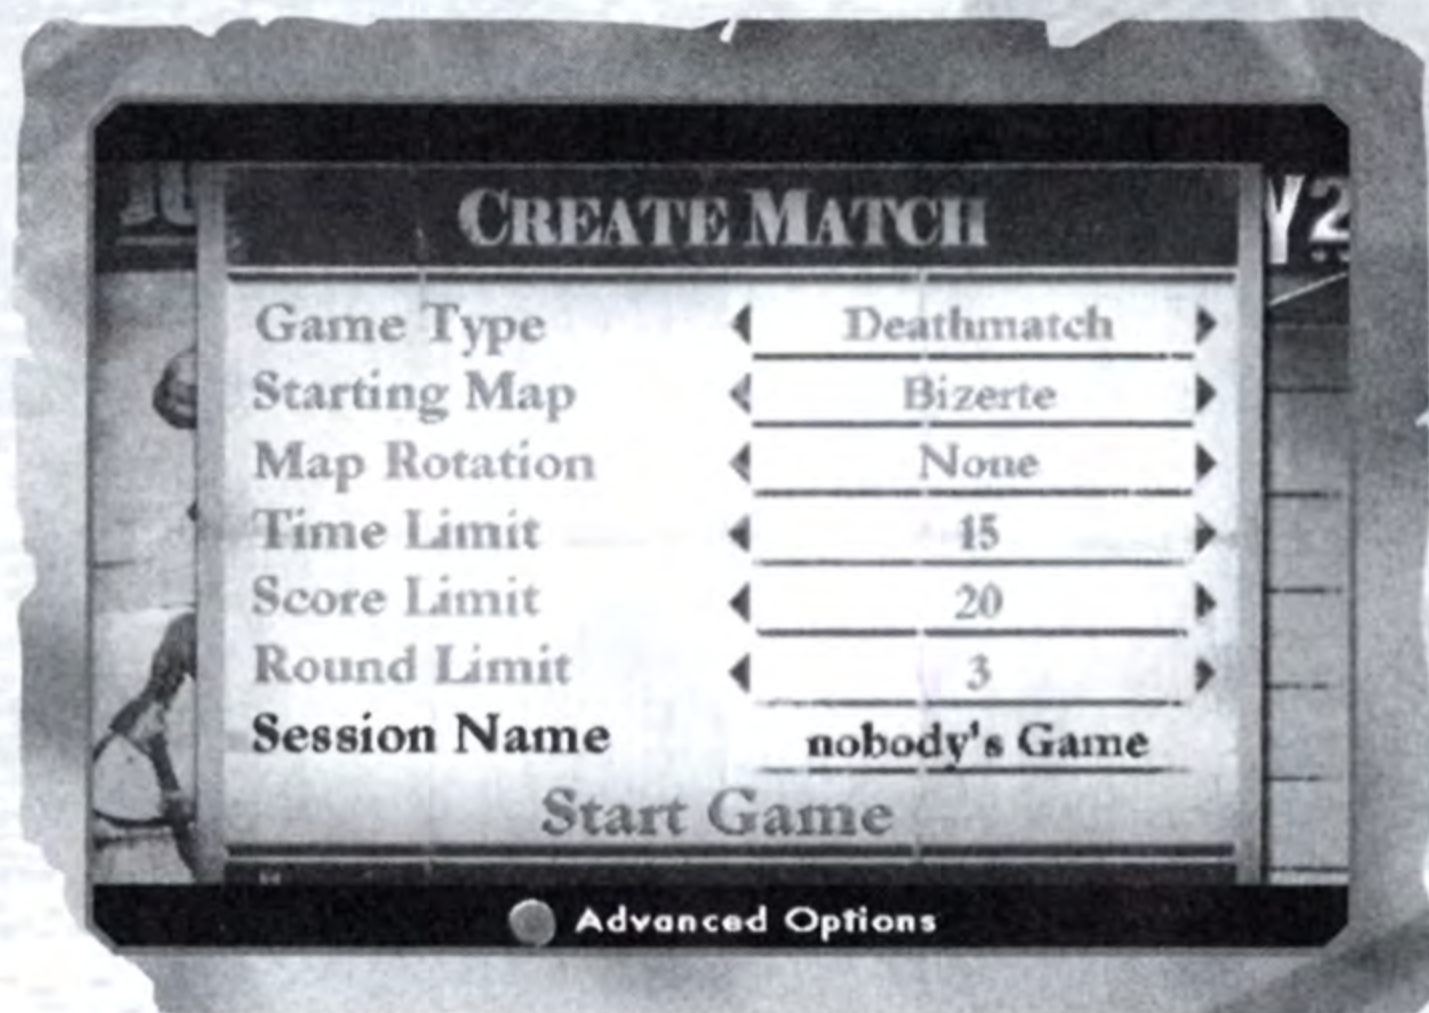 CREATE MATCH
Y 2
Game Type Deathmatch
Starting Map Bizerte
Map Rotation None
Time Limit 15
Score Limit 20
Round Limit 3
Session Name nobody's Game
Start Game
Advanced Options